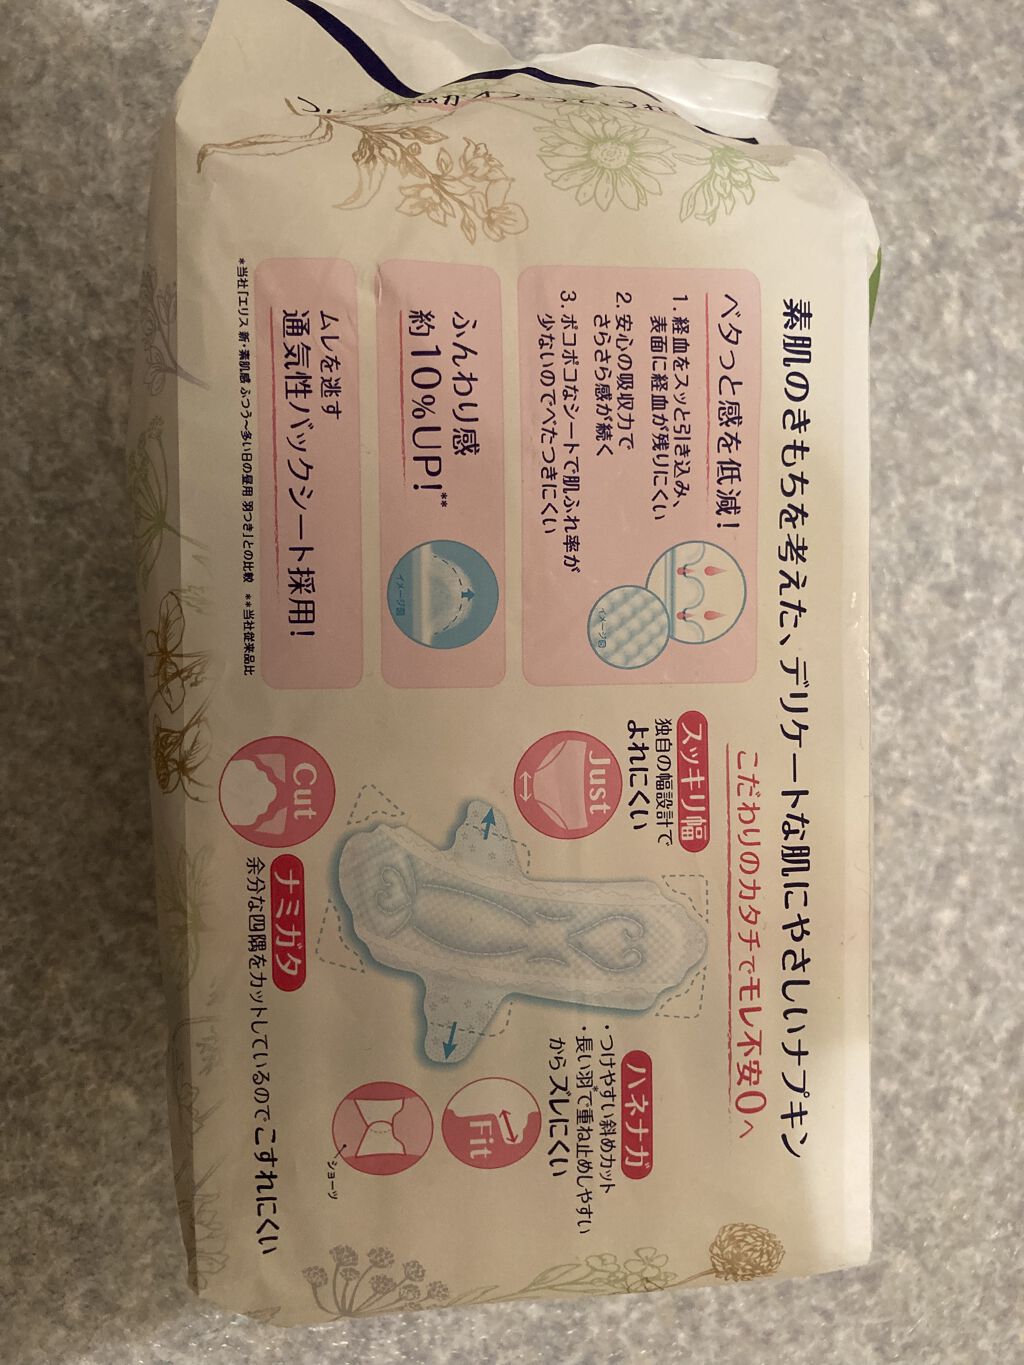 素肌のきもちを考えた、デリケートな肌にやさしいナプキン
ベタっと感を低減!
1. 経血をスッと引き込み、
表面に経血が残りにくい
2. 安心の吸収力で
さらさら感が続く
3. ポコポコなシートで肌ふれ率が
少ないのでべたつきにくい
イメージ図
ふんわり感
約10%UP!**
イメージ図
ムレを逃す
通気性バックシート採用!
*当社「エリス 新・素肌感 ふつう〜多い日の昼用 羽つき」との比較 **当社従来品比
こだわりのカタチでモレ不安0へ
スッキリ幅
独自の幅設計で
よれにくい
Just
ハネナガ
・つけやすい斜めカット
・長い羽*で重ね止めしやすい
からズレにくい
Fit
ショーツ
Cut
ナミガタ
余分な四隅をカットしているのでこすれにくい